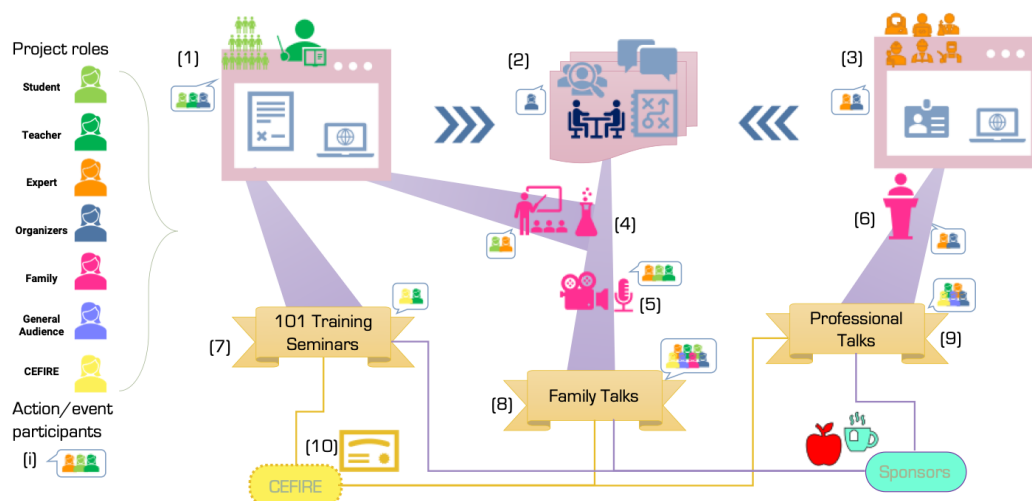 Project roles
Student
Teacher
Expert
Organizers
Family
General
Audience
CEFIRE
Action/event
participants
(i)
(1)
(2)
(3)
(4)
(5)
(6)
101 Training
Seminars
(7)
Family Talks
(8)
Professional
Talks
(9)
(10)
CEFIRE
Sponsors